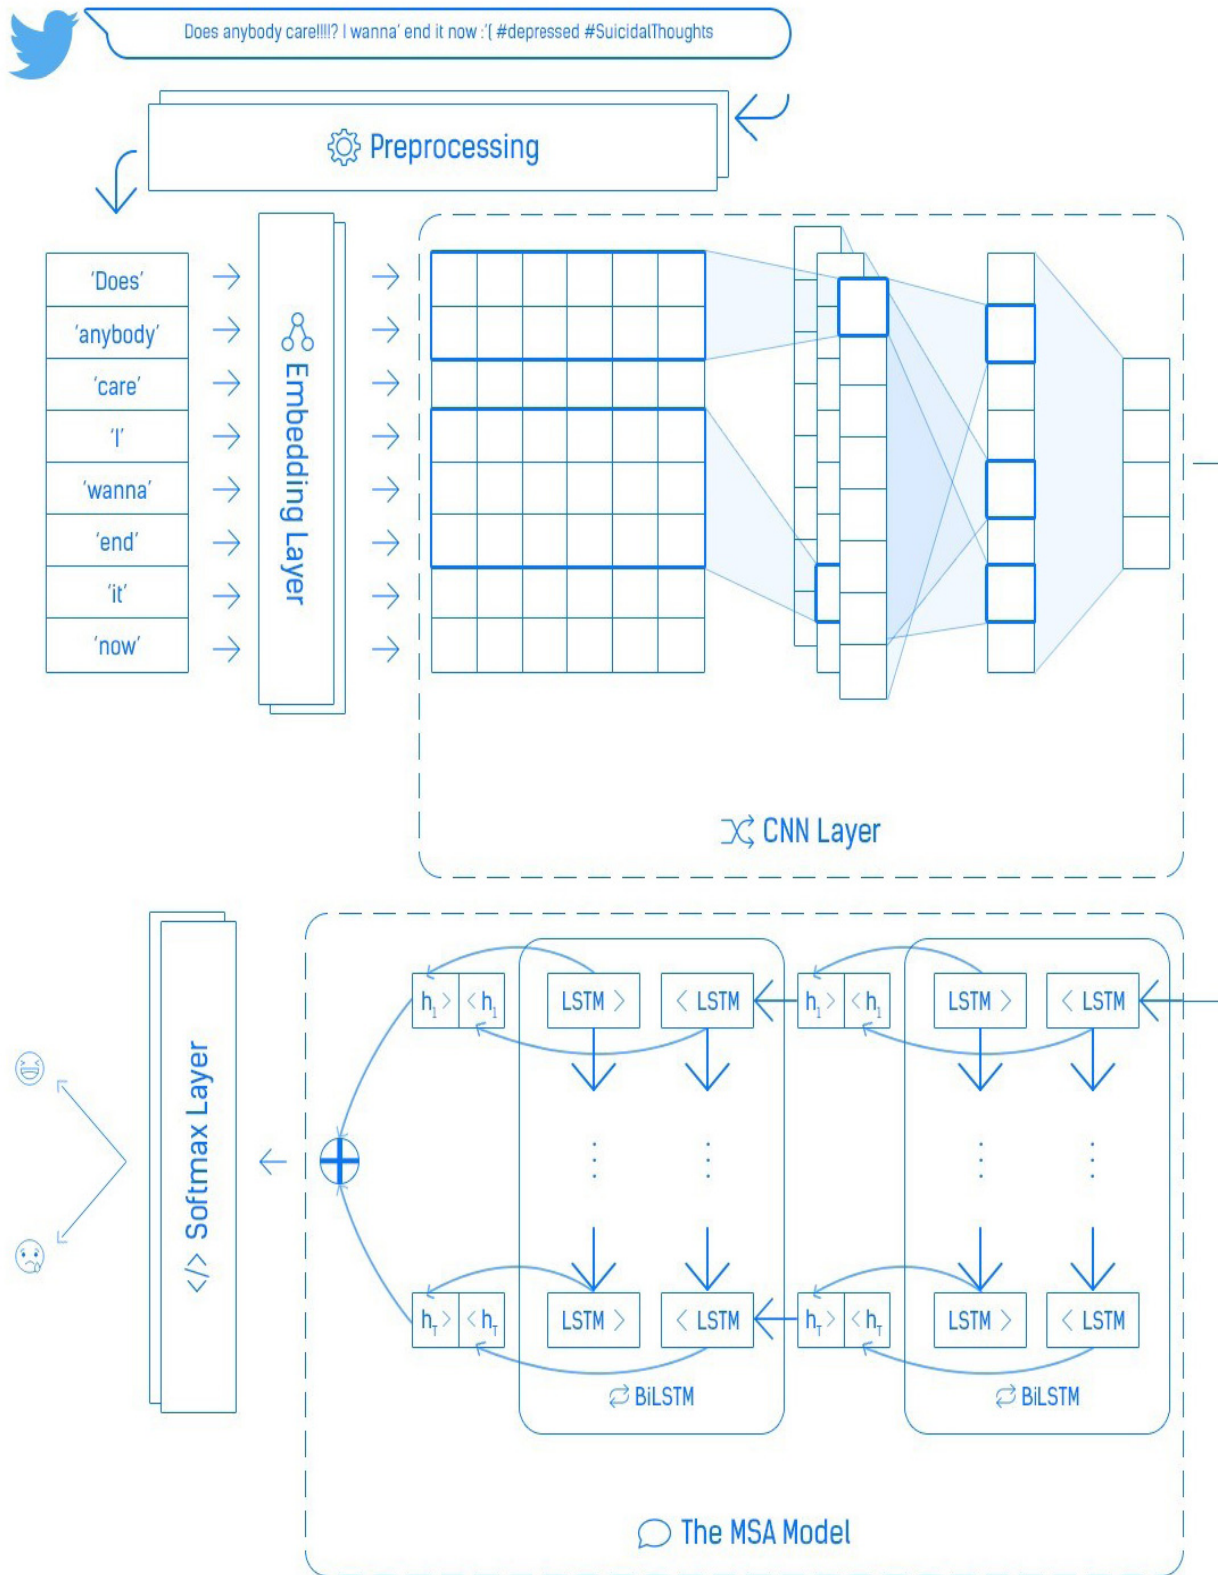 Does anybody care!!!!? I wanna' end it now :'( #depressed #SuicidalThoughts
Preprocessing
'Does'
'anybody'
'care'
'I'
'wanna'
'end'
'it'
'now'
Embedding Layer
CNN Layer
h1 > < h1 LSTM > < LSTM h1 > < h1 LSTM > < LSTM
</> Softmax Layer
hT > < hT LSTM > < LSTM hT > < hT LSTM > < LSTM
BiLSTM BiLSTM
The MSA Model